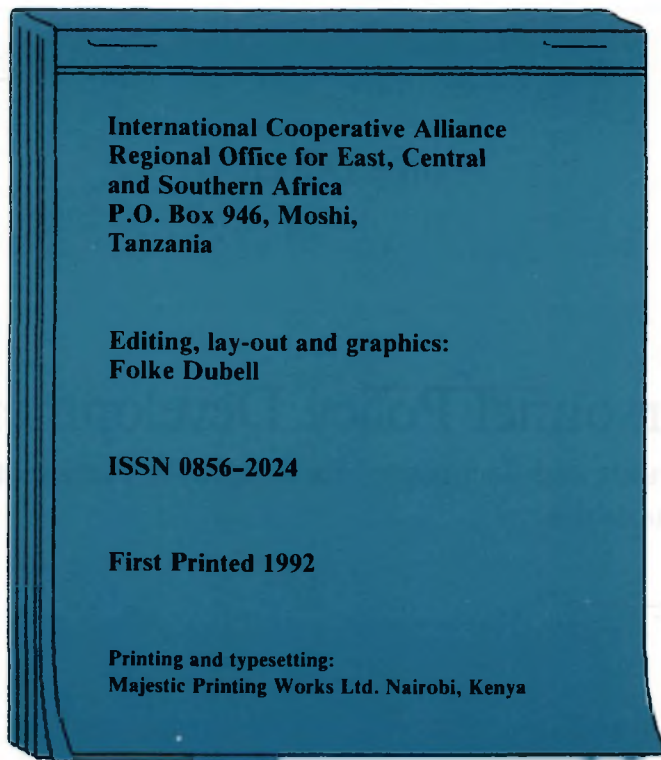 International Cooperative Alliance
Regional Office for East, Central
and Southern Africa
P.O. Box 946, Moshi,
Tanzania
Editing, lay-out and graphics:
Folke Dubell
ISSN 0856-2024
First Printed 1992
Printing and typesetting:
Majestic Printing Works Ltd. Nairobi, Kenya